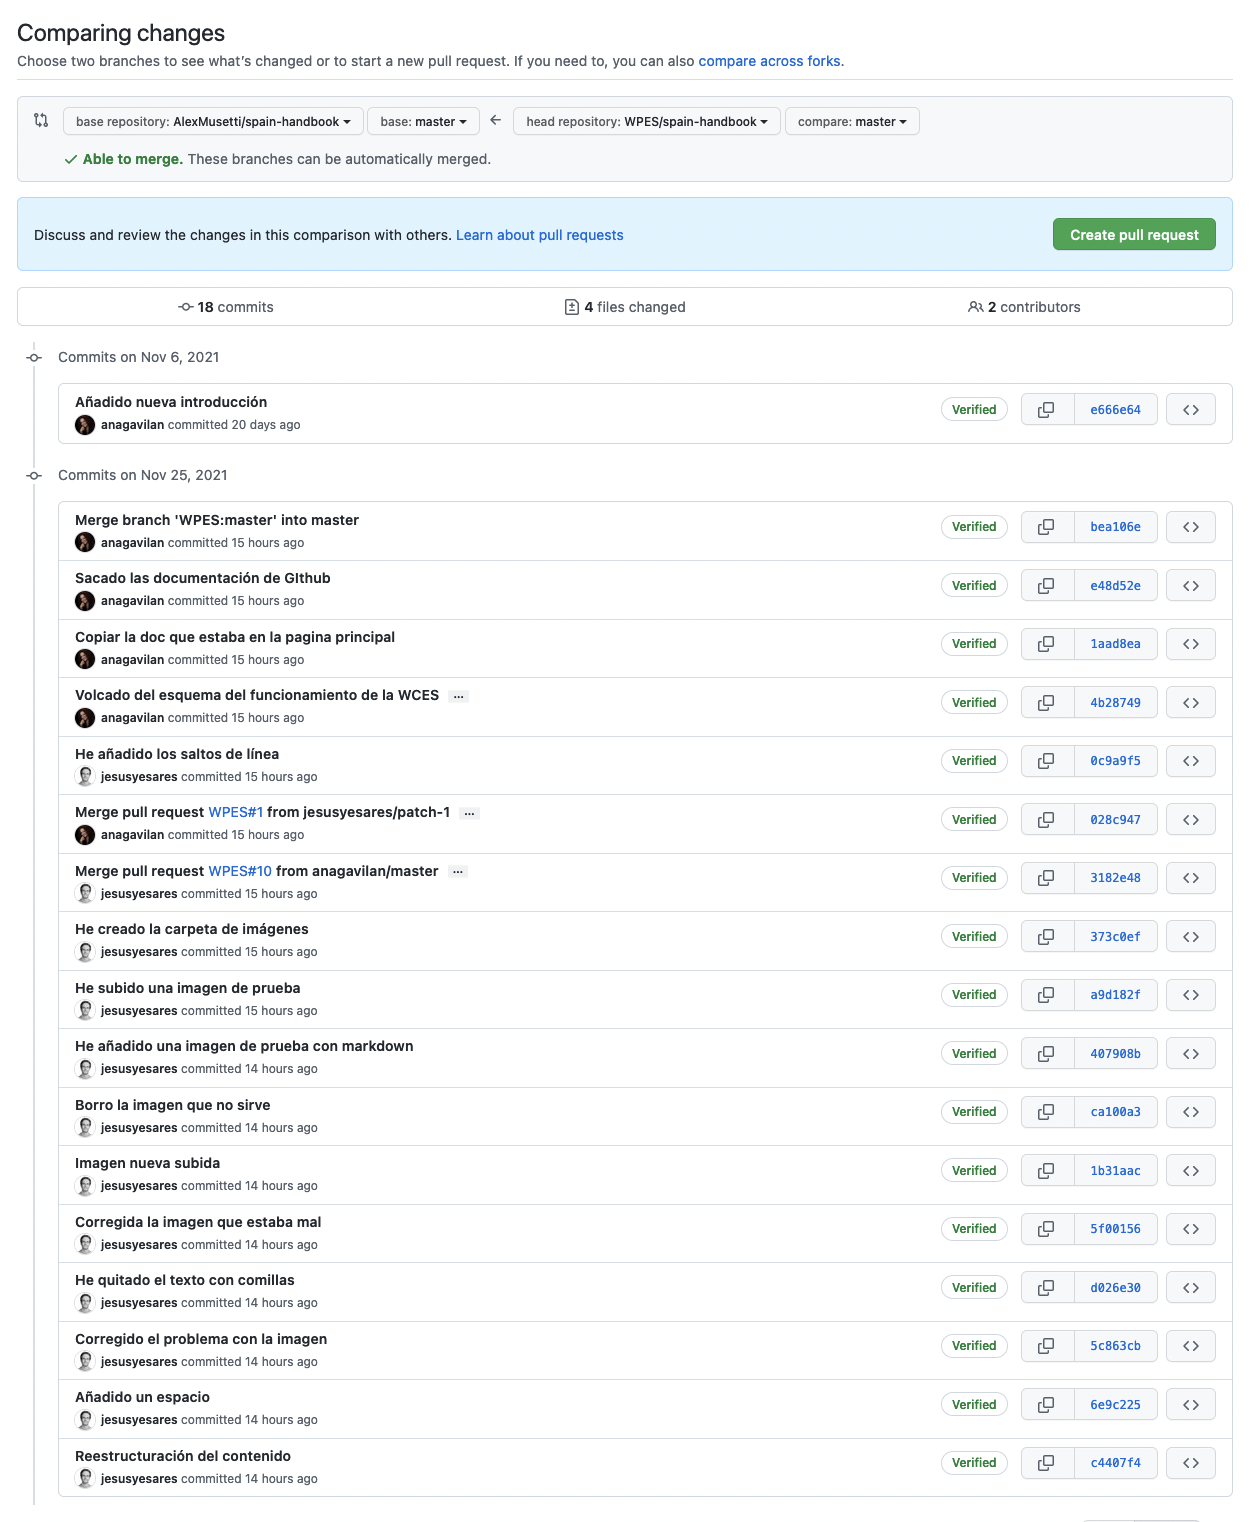 Comparing changes
Choose two branches to see what's changed or to start a new pull request. If you need to, you can also compare across forks.
base repository: AlexMusetti/spain-handbook base: master head repository: WPES/spain-handbook compare: master
Able to merge. These branches can be automatically merged.
Discuss and review the changes in this comparison with others. Learn about pull requests Create pull request
18 commits 4 files changed 2 contributors
Commits on Nov 6, 2021
Añadido nueva introducción
Verified e666e64
anagavilan committed 20 days ago
Commits on Nov 25, 2021
Merge branch 'WPES:master' into master
Verified bea106e
anagavilan committed 15 hours ago
Sacado las documentación de GIthub
Verified e48d52e
anagavilan committed 15 hours ago
Copiar la doc que estaba en la pagina principal
Verified 1aad8ea
anagavilan committed 15 hours ago
Volcado del esquema del funcionamiento de la WCES ...
Verified 4b28749
anagavilan committed 15 hours ago
He añadido los saltos de línea
Verified 0c9a9f5
jesusyesares committed 15 hours ago
Merge pull request WPES#1 from jesusyesares/patch-1 ...
Verified 028c947
anagavilan committed 15 hours ago
Merge pull request WPES#10 from anagavilan/master ...
Verified 3182e48
jesusyesares committed 15 hours ago
He creado la carpeta de imágenes
Verified 373c0ef
jesusyesares committed 15 hours ago
He subido una imagen de prueba
Verified a9d182f
jesusyesares committed 15 hours ago
He añadido una imagen de prueba con markdown
Verified 407908b
jesusyesares committed 14 hours ago
Borro la imagen que no sirve
Verified ca100a3
jesusyesares committed 14 hours ago
Imagen nueva subida
Verified 1b31aac
jesusyesares committed 14 hours ago
Corregida la imagen que estaba mal
Verified 5f00156
jesusyesares committed 14 hours ago
He quitado el texto con comillas
Verified d026e30
jesusyesares committed 14 hours ago
Corregido el problema con la imagen
Verified 5c863cb
jesusyesares committed 14 hours ago
Añadido un espacio
Verified 6e9c225
jesusyesares committed 14 hours ago
Reestructuración del contenido
Verified c4407f4
jesusyesares committed 14 hours ago